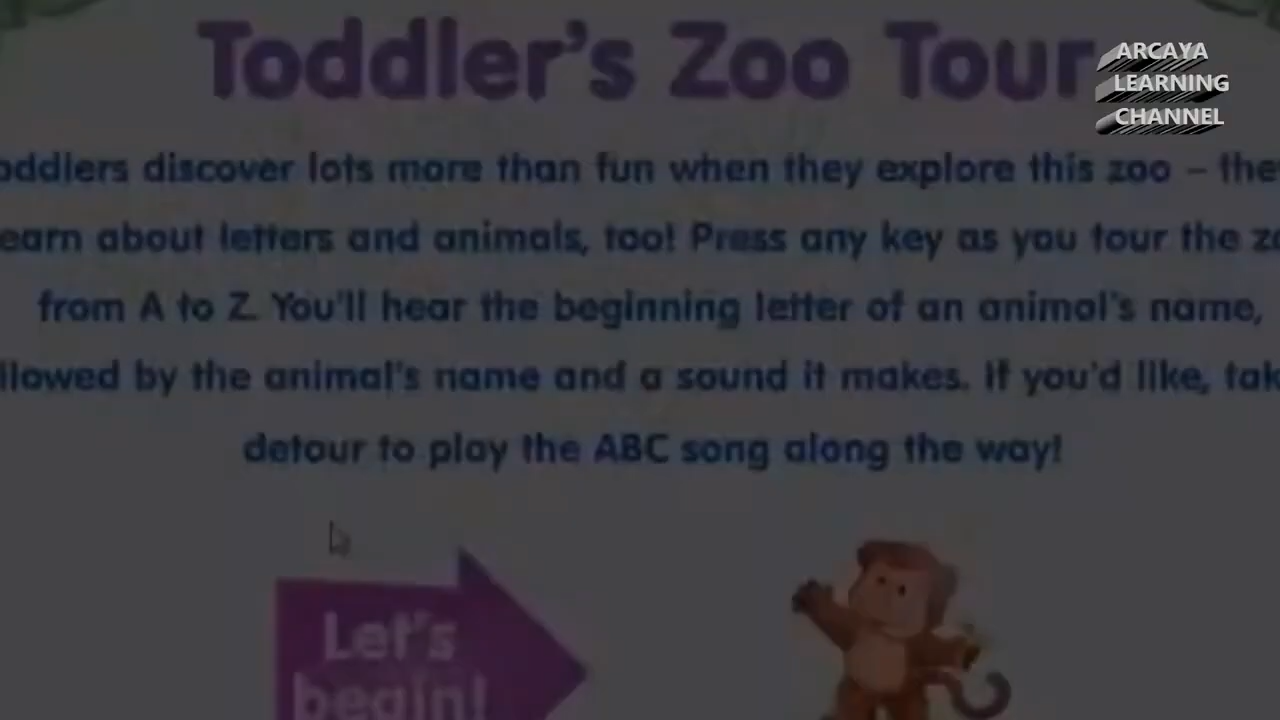 Toddler's Zoo Tour
ARCAYA
LEARNING
CHANNEL
oddlers discover lots more than fun when they explore this zoo – the
earn about letters and animals, too! Press any key as you tour the z
from A to Z. You'll hear the beginning letter of an animal's name,
llowed by the animal's name and a sound it makes. If you'd like, tak
detour to play the ABC song along the way!
Let's
begin!